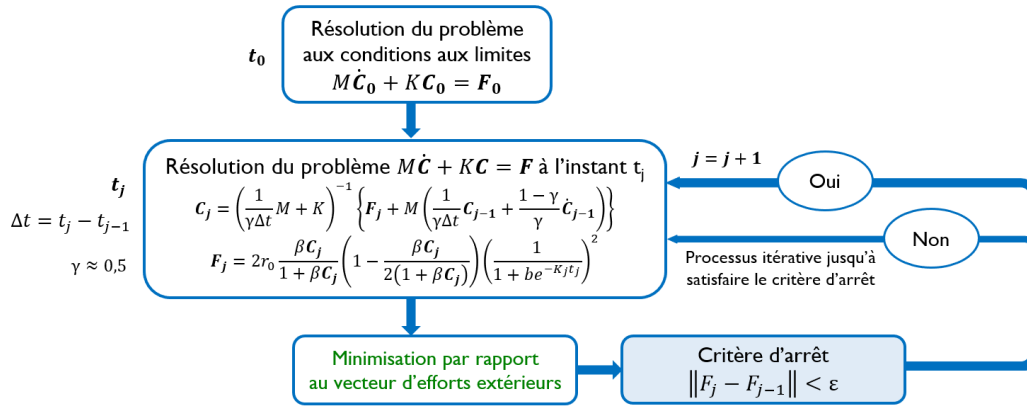 Résolution du problème
aux conditions aux limites
t₀
MĊ₀ + KC₀ = F₀
Résolution du problème MĊ + KC = F à l'instant tⱼ
j = j + 1
Oui
tⱼ
Cⱼ = (1/(γΔt) M + K)⁻¹ {Fⱼ + M (1/(γΔt) Cⱼ₋₁ + (1 − γ)/γ Ċⱼ₋₁)}
Δt = tⱼ − tⱼ₋₁
Non
Fⱼ = 2r₀ βCⱼ/(1 + βCⱼ) (1 − βCⱼ/(2(1 + βCⱼ))) (1/(1 + be^(−Kⱼtⱼ)))²
γ ≈ 0,5
Processus itérative jusqu'à
satisfaire le critère d'arrêt
Minimisation par rapport
au vecteur d'efforts extérieurs
Critère d'arrêt
‖Fⱼ − Fⱼ₋₁‖ < ε